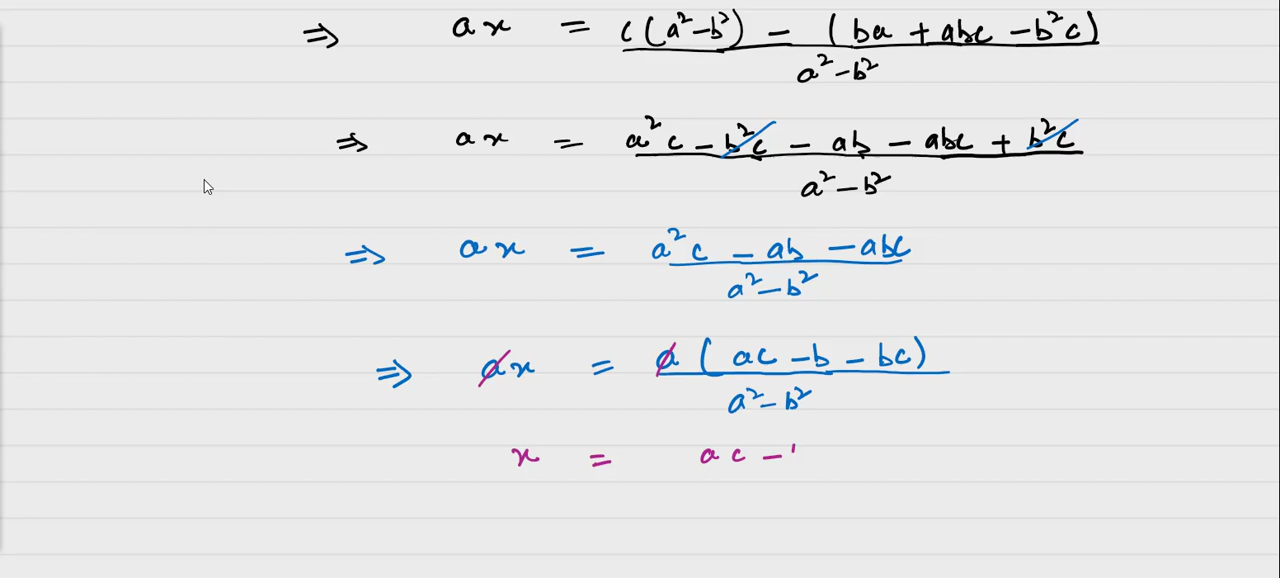 ⇒ ax = c(a²-b²) - (ba + abc - b²c) / a²-b²
⇒ ax = a²c - b²c - ab - abc + b²c / a²-b²
⇒ ax = a²c - ab - abc / a²-b²
⇒ ax = a(ac - b - bc) / a²-b²
x = ac -